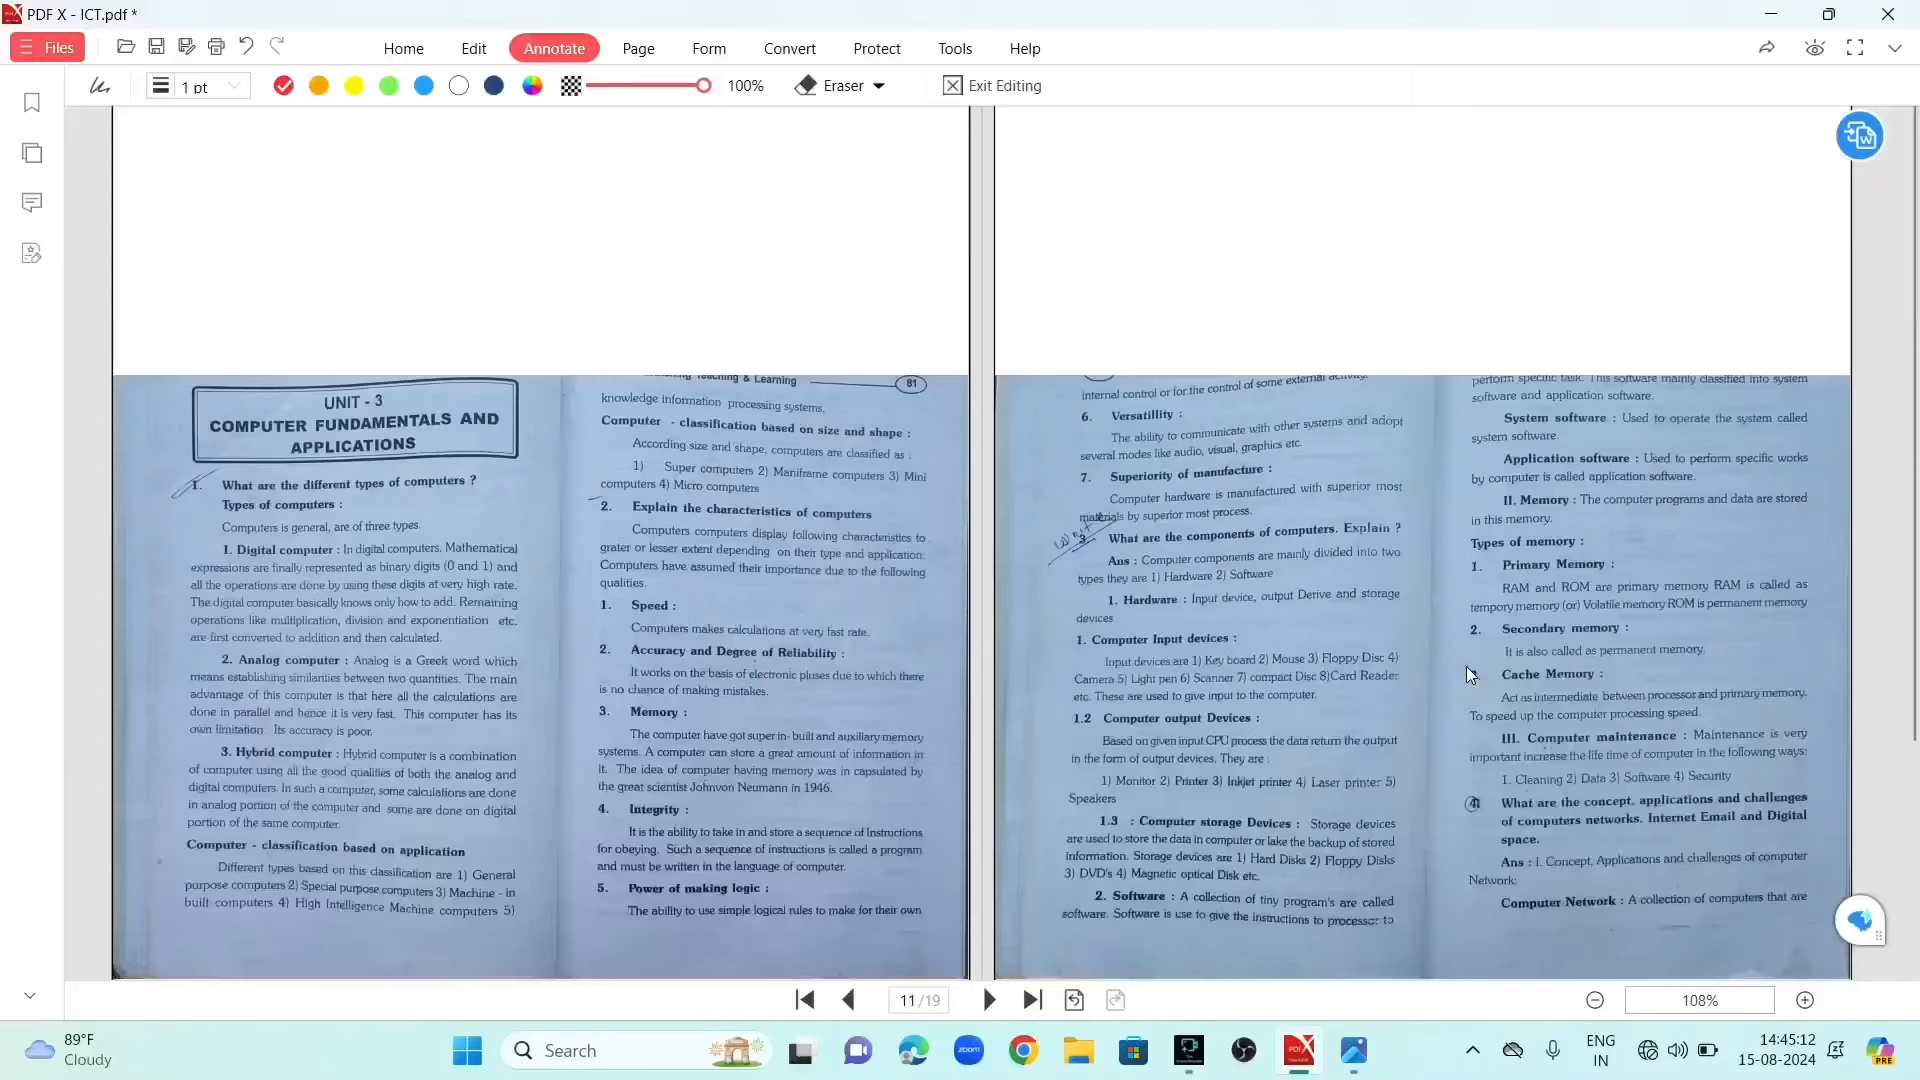 PDF X - ICT.pdf *
Files
Home
Edit
Annotate
Page
Form
Convert
Protect
Tools
Help
1 pt
100%
Eraser
Exit Editing
UNIT - 3
COMPUTER FUNDAMENTALS AND
APPLICATIONS
1. What are the different types of computers ?
Types of computers :
Computers is general, are of three types.
1. Digital computer : In digital computers. Mathematical
expressions are finally represented as binary digits (0 and 1) and
all the operations are done by using these digits at very high rate.
The digital computer basically knows only how to add. Remaining
operations like multiplication, division and exponentiation etc.
are first converted to addition and then calculated.
2. Analog computer : Analog is a Greek word which
means establishing similarities between two quantities. The main
advantage of this computer is that here all the calculations are
done in parallel and hence it is very fast. This computer has its
own limitation Its accuracy is poor.
3. Hybrid computer : Hybrid computer is a combination
of computer using all the good qualities of both the analog and
digital computers. In such a computer, some calculations are done
in analog portion of the computer and some are done on digital
portion of the same computer.
Computer - classification based on application
Different types based on this classification are 1) General
purpose computers 2) Special purpose computers 3) Machine - in
built computers 4) High Intelligence Machine computers 5)
Teaching & Learning
81
knowledge information processing systems.
Computer - classification based on size and shape :
According size and shape, computers are classified as :
1) Super computers 2) Maniframe computers 3) Mini
computers 4) Micro computers
2. Explain the characteristics of computers
Computers computers display following characteristics to
grater or lesser extent depending on their type and application.
Computers have assumed their importance due to the following
qualities.
1. Speed :
Computers makes calculations at very fast rate.
2. Accuracy and Degree of Reliability :
It works on the basis of electronic pluses due to which there
is no chance of making mistakes.
3. Memory :
The computer have got super in- built and auxiliary memory
systems. A computer can store a great amount of information in
it. The idea of computer having memory was in capsulated by
the great scientist Johnvon Neumann in 1946.
4. Integrity :
It is the ability to take in and store a sequence of Instructions
for obeying. Such a sequence of instructions is called a program
and must be written in the language of computer.
5. Power of making logic :
The ability to use simple logical rules to make for their own
internal control or for the control of some external activity.
6. Versatillity :
The ability to communicate with other systems and adopt
several modes like audio, visual, graphics etc.
7. Superiority of manufacture :
Computer hardware is manufactured with superior most
materials by superior most process.
3. What are the components of computers. Explain ?
Ans : Computer components are mainly divided into two
types they are 1) Hardware 2) Software
1. Hardware : Input device, output Derive and storage
devices
1. Computer Input devices :
Input devices are 1) Key board 2) Mouse 3) Floppy Disc 4)
Camera 5) Light pen 6) Scanner 7) compact Disc 8)Card Reader
etc. These are used to give input to the computer.
1.2 Computer output Devices :
Based on given input CPU process the data return the output
in the form of output devices. They are :
1) Monitor 2) Printer 3) Inkjet printer 4) Laser printer 5)
Speakers
1.3 : Computer storage Devices : Storage devices
are used to store the data in computer or lake the backup of stored
information. Storage devices are 1) Hard Disks 2) Floppy Disks
3) DVD's 4) Magnetic optical Disk etc.
2. Software : A collection of tiny program's are called
software. Software is use to give the instructions to processor to
perform specific task. This software mainly classified into system
software and application software.
System software : Used to operate the system called
system software.
Application software : Used to perform specific works
by computer is called application software.
II. Memory : The computer programs and data are stored
in this memory.
Types of memory :
1. Primary Memory :
RAM and ROM are primary memory RAM is called as
tempory memory (or) Volatile memory ROM is permanent memory
2. Secondary memory :
It is also called as permanent memory.
Cache Memory :
Act as intermediate between processor and primary memory.
To speed up the computer processing speed.
III. Computer maintenance : Maintenance is very
important increase the life time of computer in the following ways:
1. Cleaning 2) Data 3) Software 4) Security
4) What are the concept, applications and challenges
of computers networks. Internet Email and Digital
space.
Ans : I. Concept, Applications and challenges of computer
Network:
Computer Network : A collection of computers that are
11 /19
108%
89°F
Cloudy
Search
zoom
PDF X
ENG
IN
14:45:12
15-08-2024
PRE